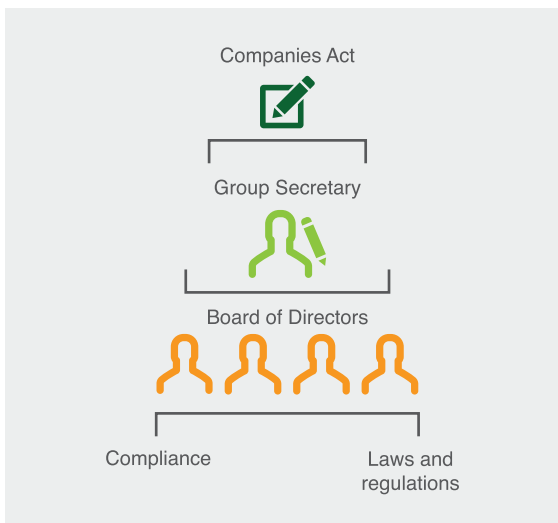 Companies Act
Group Secretary
Board of Directors
Compliance
Laws and
regulations